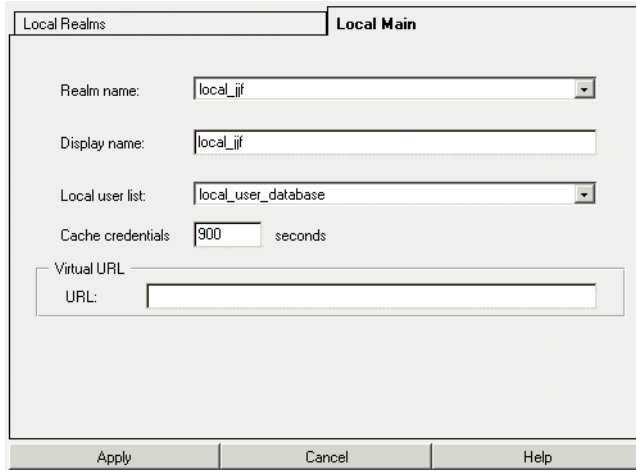 Local Realms
Local Main
Realm name: local_jjf
Display name: local_jjf
Local user list: local_user_database
Cache credentials 900 seconds
Virtual URL
URL:
Apply Cancel Help